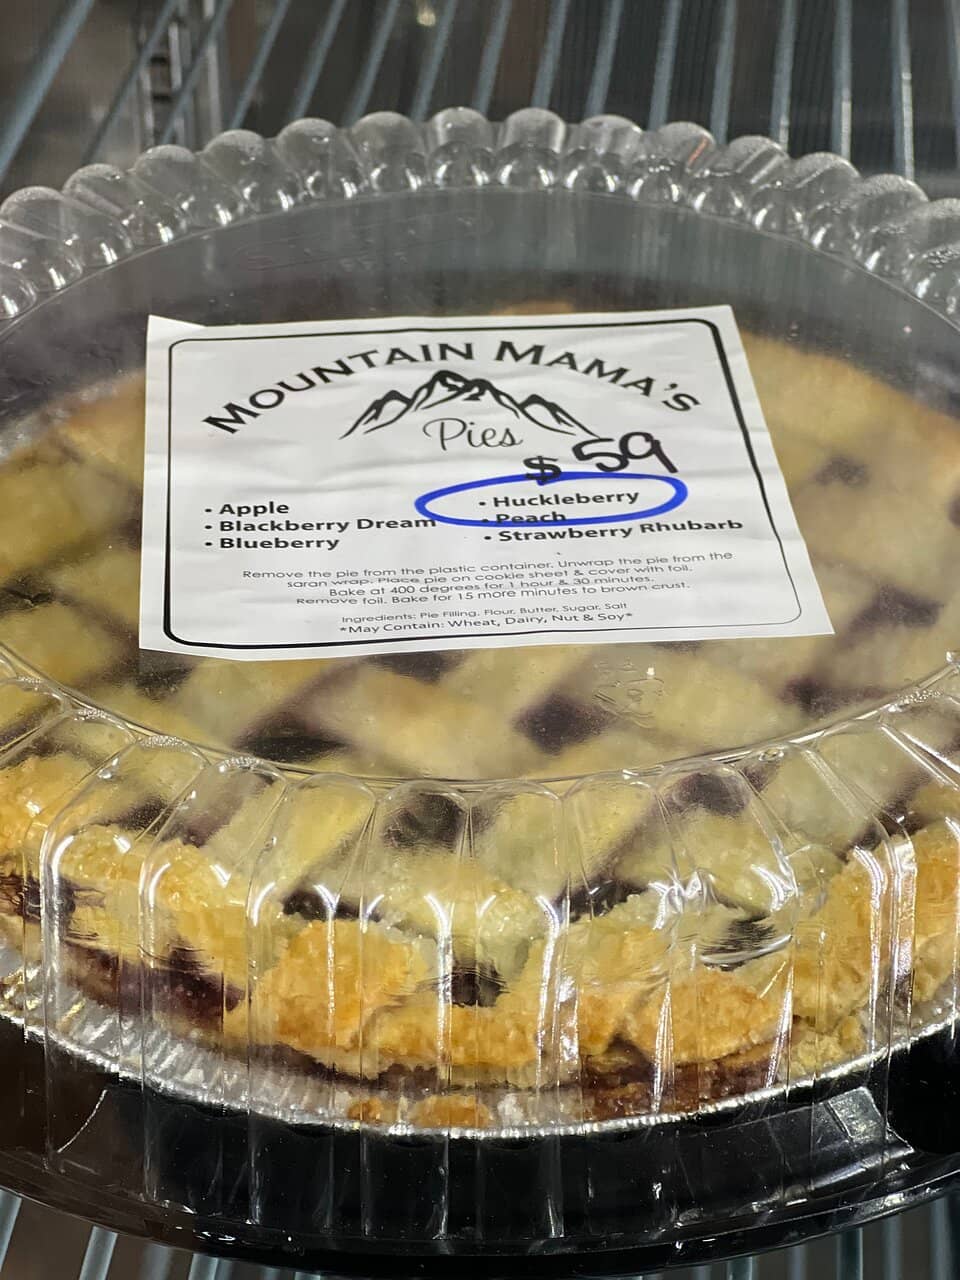 MOUNTAIN MAMA'S
Pies
$59
• Apple
• Blackberry Dream
• Blueberry
• Huckleberry
• Peach
• Strawberry Rhubarb
Remove the pie from the plastic container. Unwrap the pie from the
saran wrap. Place pie on cookie sheet & cover with foil.
Bake at 400 degrees for 1 hour & 30 minutes.
Remove foil. Bake for 15 more minutes to brown crust.
Ingredients: Pie Filling, Flour, Butter, Sugar, Salt
*May Contain: Wheat, Dairy, Nut & Soy*